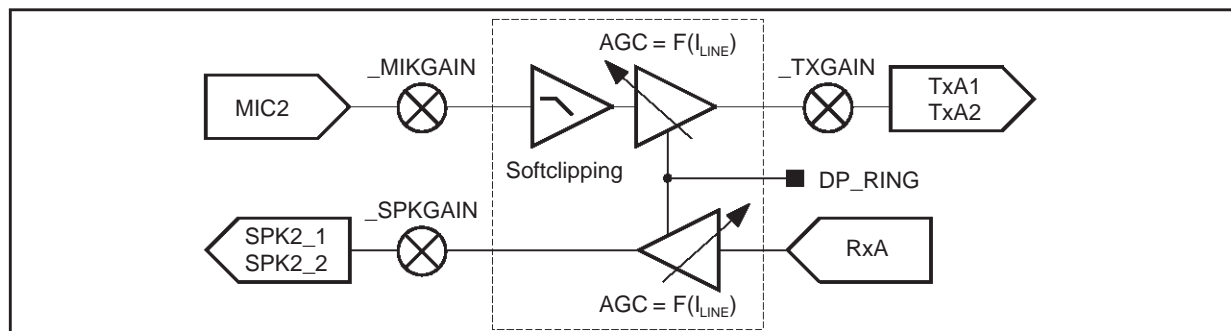 AGC = F(I_LINE)
_MIKGAIN
_TXGAIN
MIC2
TxA1
TxA2
Softclipping
DP_RING
_SPKGAIN
SPK2_1
SPK2_2
RxA
AGC = F(I_LINE)